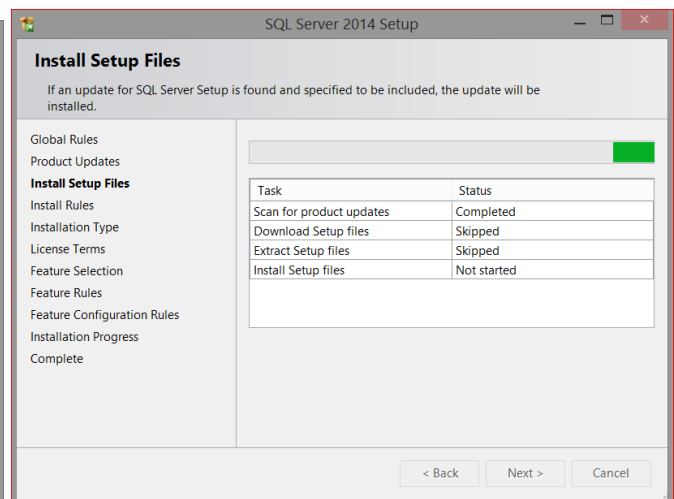 SQL Server 2014 Setup
Install Setup Files
If an update for SQL Server Setup is found and specified to be included, the update will be
installed.
Global Rules
Product Updates
Install Setup Files
Install Rules
Installation Type
License Terms
Feature Selection
Feature Rules
Feature Configuration Rules
Installation Progress
Complete
Task Status
Scan for product updates Completed
Download Setup files Skipped
Extract Setup files Skipped
Install Setup files Not started
< Back Next > Cancel